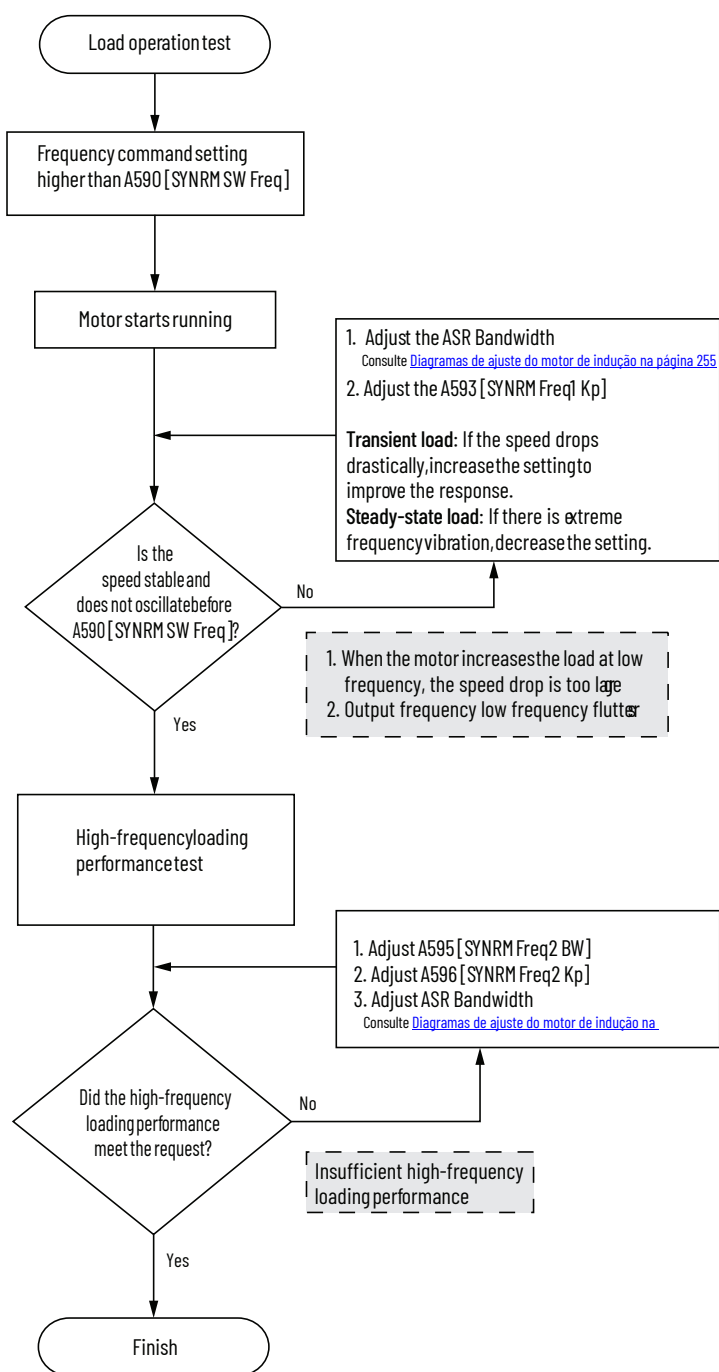 Load operation test
Frequency command setting
higher than A590 [SYNRM SW Freq]
Motor starts running
1. Adjust the ASR Bandwidth
Consulte Diagramas de ajuste do motor de indução na página 255
2. Adjust the A593 [SYNRM Freq1 Kp]
Transient load: If the speed drops
drastically, increase the setting to
improve the response.
Steady-state load: If there is extreme
frequency vibration, decrease the setting.
Is the
speed stable and
does not oscillate before
A590 [SYNRM SW Freq]?
No
1. When the motor increases the load at low
frequency, the speed drop is too large
2. Output frequency low frequency flutters
Yes
High-frequency loading
performance test
1. Adjust A595 [SYNRM Freq2 BW]
2. Adjust A596 [SYNRM Freq2 Kp]
3. Adjust ASR Bandwidth
Consulte Diagramas de ajuste do motor de indução na
Did the high-frequency
loading performance
meet the request?
No
Insufficient high-frequency
loading performance
Yes
Finish